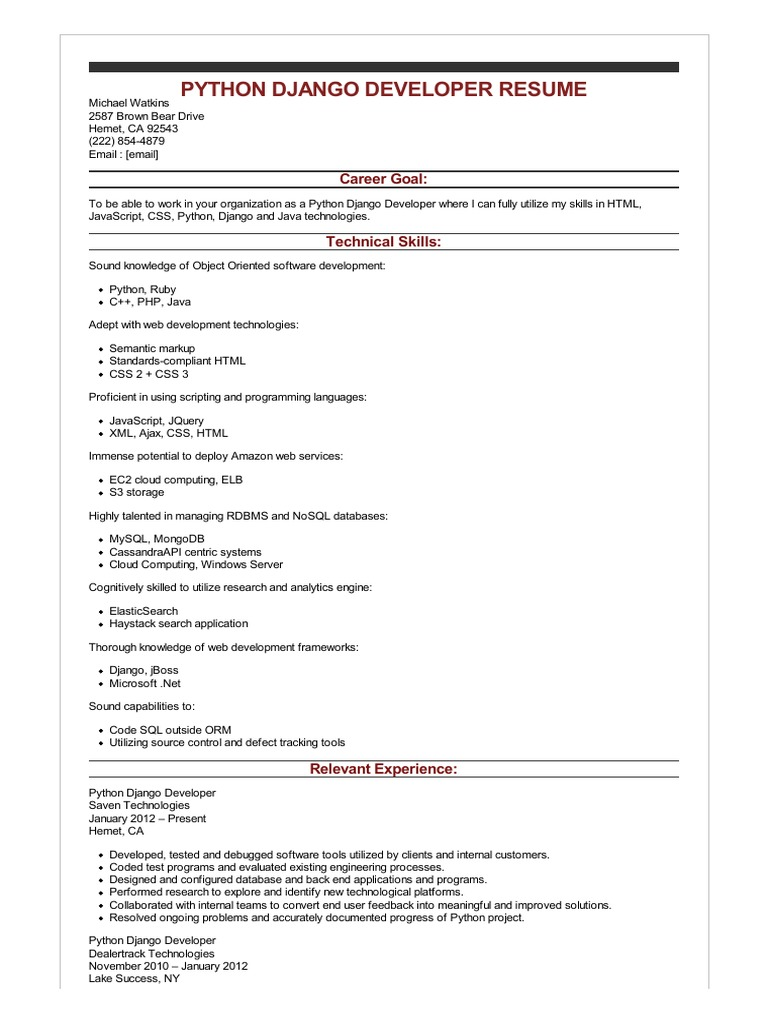 PYTHON DJANGO DEVELOPER RESUME
Michael Watkins
2587 Brown Bear Drive
Hemet, CA 92543
(222) 854-4879
Email : [email]
Career Goal:
To be able to work in your organization as a Python Django Developer where I can fully utilize my skills in HTML,
JavaScript, CSS, Python, Django and Java technologies.
Technical Skills:
Sound knowledge of Object Oriented software development:
• Python, Ruby
• C++, PHP, Java
Adept with web development technologies:
• Semantic markup
• Standards-compliant HTML
• CSS 2 + CSS 3
Proficient in using scripting and programming languages:
• JavaScript, JQuery
• XML, Ajax, CSS, HTML
Immense potential to deploy Amazon web services:
• EC2 cloud computing, ELB
• S3 storage
Highly talented in managing RDBMS and NoSQL databases:
• MySQL, MongoDB
• CassandraAPI centric systems
• Cloud Computing, Windows Server
Cognitively skilled to utilize research and analytics engine:
• ElasticSearch
• Haystack search application
Thorough knowledge of web development frameworks:
• Django, jBoss
• Microsoft .Net
Sound capabilities to:
• Code SQL outside ORM
• Utilizing source control and defect tracking tools
Relevant Experience:
Python Django Developer
Saven Technologies
January 2012 – Present
Hemet, CA
• Developed, tested and debugged software tools utilized by clients and internal customers.
• Coded test programs and evaluated existing engineering processes.
• Designed and configured database and back end applications and programs.
• Performed research to explore and identify new technological platforms.
• Collaborated with internal teams to convert end user feedback into meaningful and improved solutions.
• Resolved ongoing problems and accurately documented progress of Python project.
Python Django Developer
Dealertrack Technologies
November 2010 – January 2012
Lake Success, NY